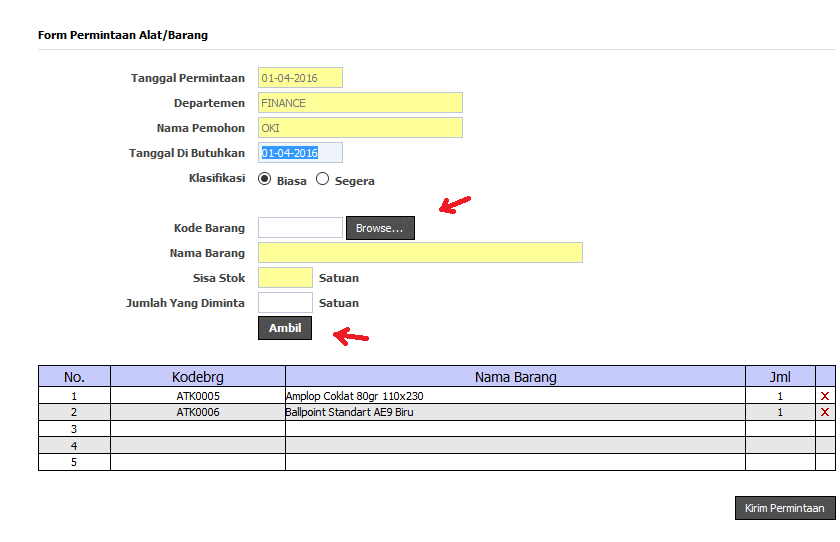 Form Permintaan Alat/Barang
Tanggal Permintaan 01-04-2016
Departemen FINANCE
Nama Pemohon OKI
Tanggal Di Butuhkan 01-04-2016
Klasifikasi Biasa Segera
Kode Barang Browse...
Nama Barang
Sisa Stok Satuan
Jumlah Yang Diminta Satuan
Ambil
No. Kodebrg Nama Barang Jml
1 ATK0005 Amplop Coklat 80gr 110x230 1 X
2 ATK0006 Ballpoint Standart AE9 Biru 1 X
3
4
5
Kirim Permintaan